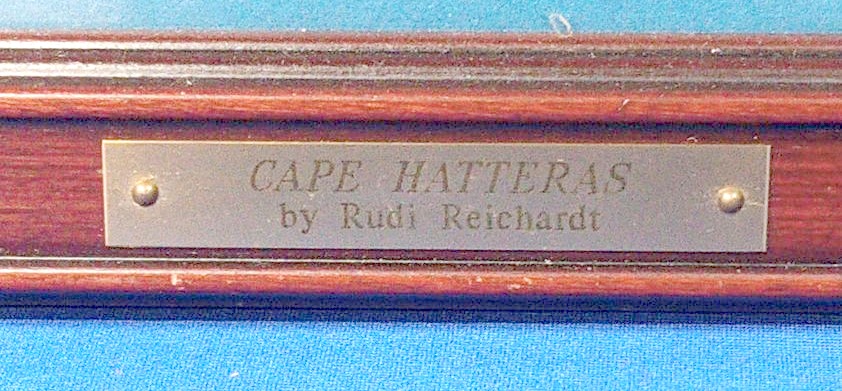 CAPE HATTERAS
by Rudi Reichardt